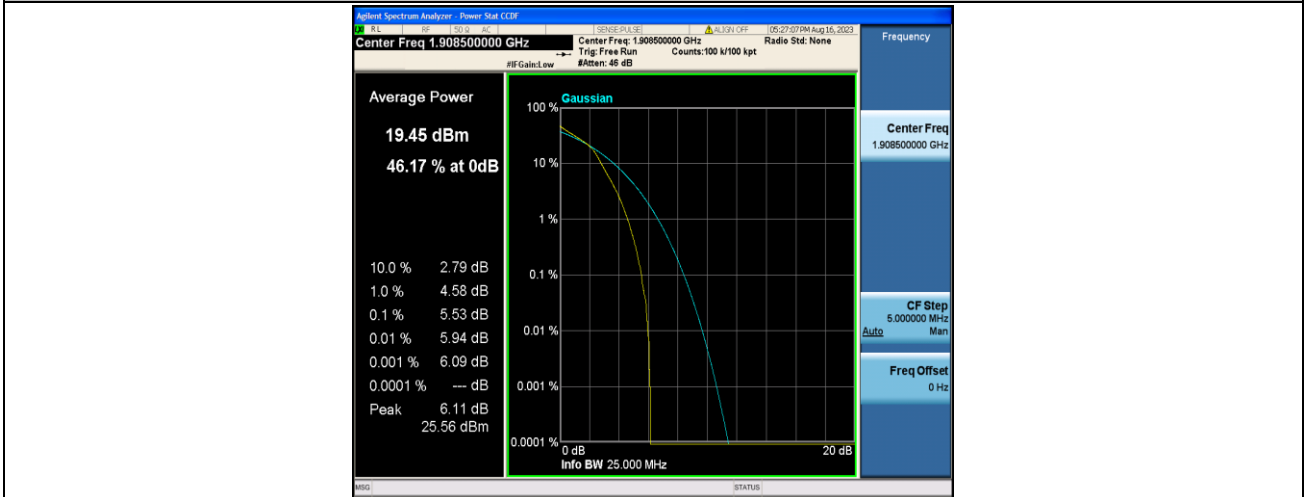 Agilent Spectrum Analyzer - Power Stat CCDF
RL RF 50 Ω AC SENSE:PULSE ALIGN OFF 05:27:07 PM Aug 16, 2023
Center Freq 1.908500000 GHz
Center Freq: 1.908500000 GHz Radio Std: None
Trig: Free Run Counts:100 k/100 kpt
#IFGain:Low #Atten: 46 dB
Frequency
Average Power
19.45 dBm
46.17 % at 0dB
10.0 % 2.79 dB
1.0 % 4.58 dB
0.1 % 5.53 dB
0.01 % 5.94 dB
0.001 % 6.09 dB
0.0001 % --- dB
Peak 6.11 dB
25.56 dBm
Gaussian
100 %
10 %
1 %
0.1 %
0.01 %
0.001 %
0.0001 %
0 dB 20 dB
Info BW 25.000 MHz
Center Freq
1.908500000 GHz
CF Step
5.000000 MHz
Auto Man
Freq Offset
0 Hz
MSG STATUS